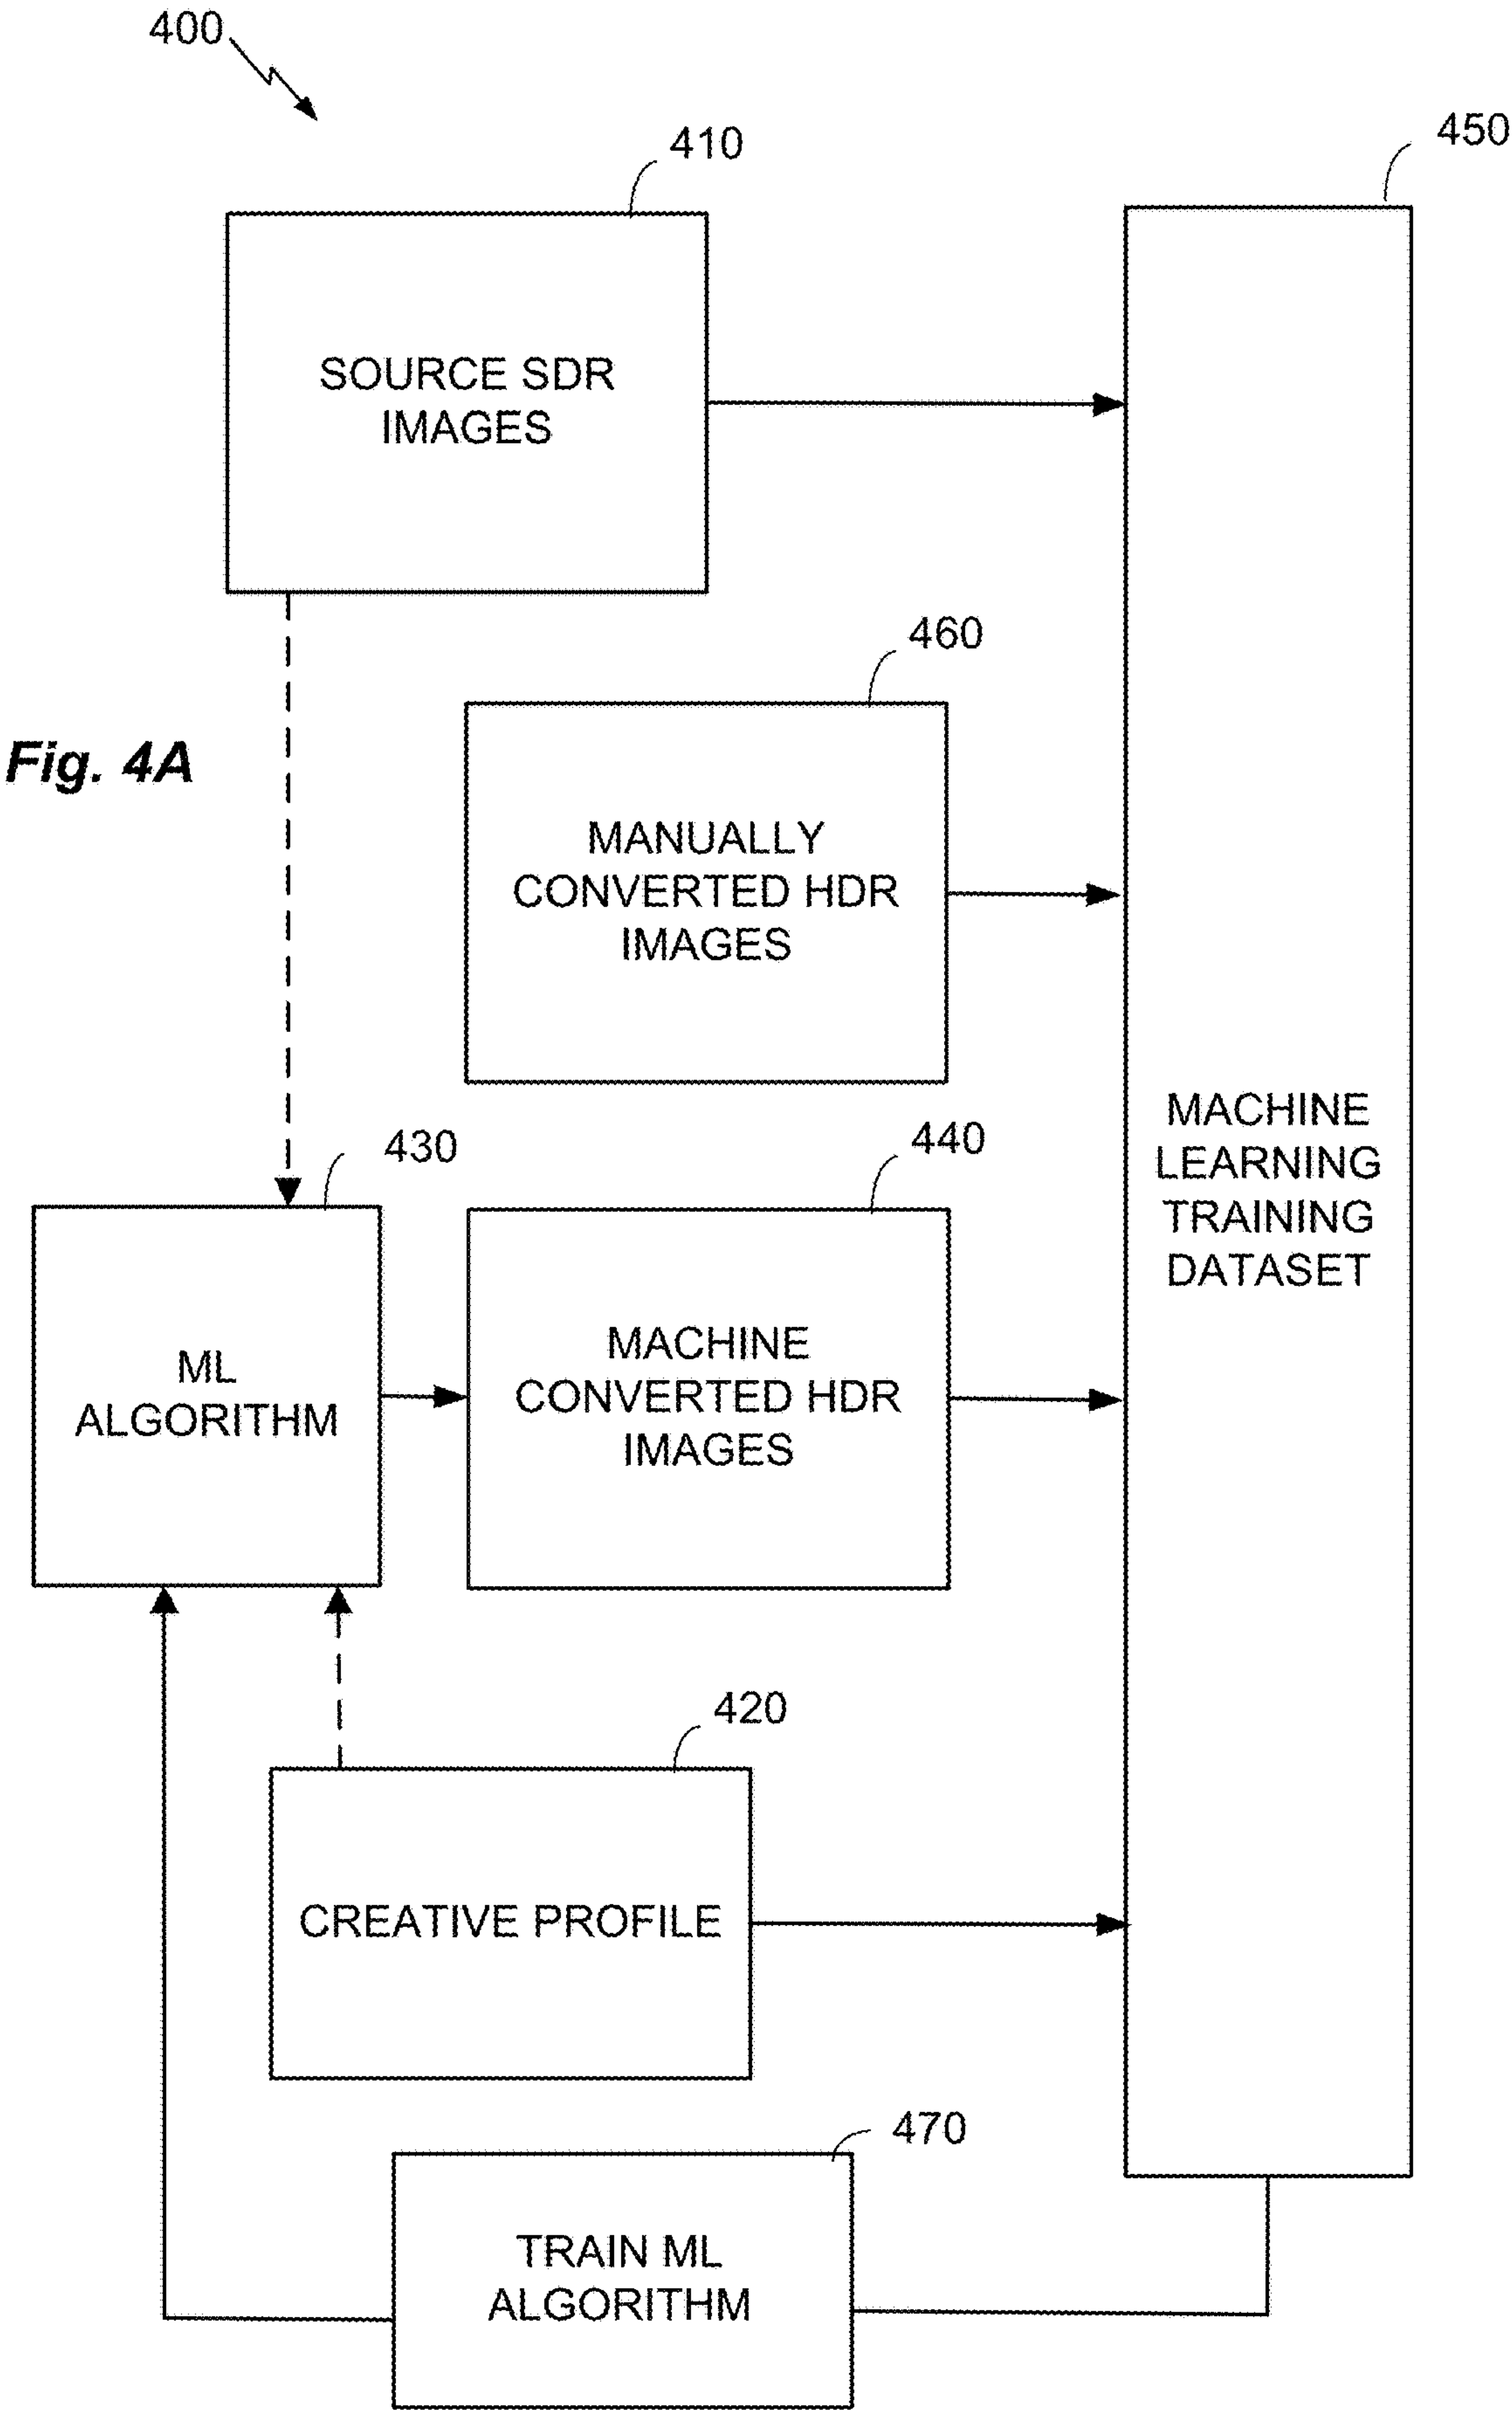 400
410
450
SOURCE SDR
IMAGES
460
Fig. 4A
MANUALLY
CONVERTED HDR
IMAGES
MACHINE
LEARNING
TRAINING
DATASET
430
440
ML
ALGORITHM
MACHINE
CONVERTED HDR
IMAGES
420
CREATIVE PROFILE
470
TRAIN ML
ALGORITHM